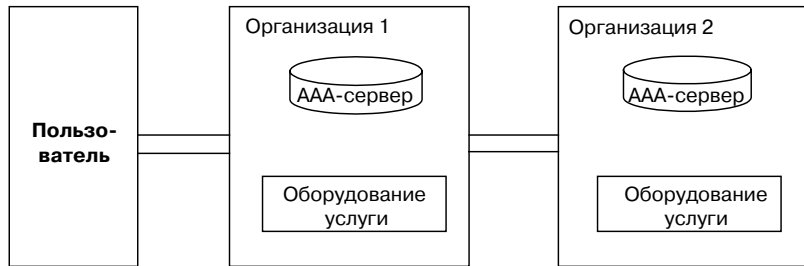 Организация 1
Организация 2
ААА-сервер
ААА-сервер
Пользо-
ватель
Оборудование
услуги
Оборудование
услуги